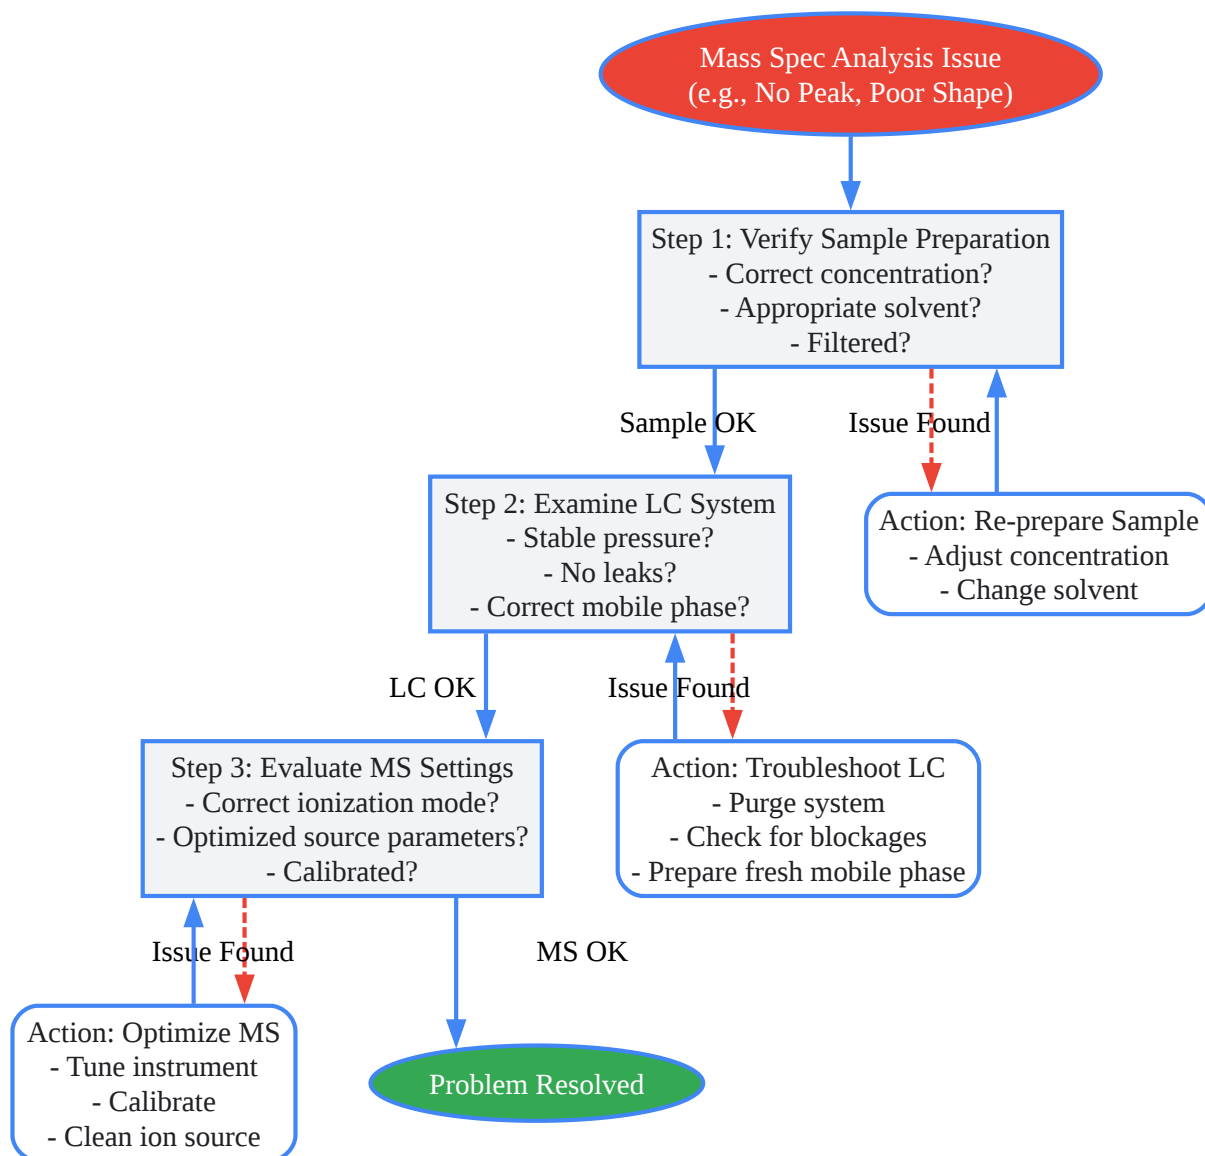 Mass Spec Analysis Issue
(e.g., No Peak, Poor Shape)
Step 1: Verify Sample Preparation
- Correct concentration?
- Appropriate solvent?
- Filtered?
Sample OK
Issue Found
Step 2: Examine LC System
- Stable pressure?
- No leaks?
- Correct mobile phase?
Action: Re-prepare Sample
- Adjust concentration
- Change solvent
LC OK
Issue Found
Step 3: Evaluate MS Settings
- Correct ionization mode?
- Optimized source parameters?
- Calibrated?
Action: Troubleshoot LC
- Purge system
- Check for blockages
- Prepare fresh mobile phase
Issue Found
MS OK
Action: Optimize MS
- Tune instrument
- Calibrate
- Clean ion source
Problem Resolved